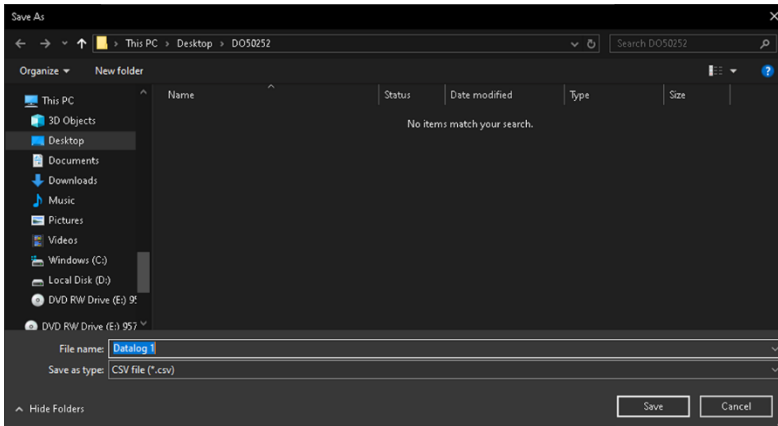 Save As
This PC > Desktop > DO50252
Search DO50252
Organize
New folder
This PC
3D Objects
Desktop
Documents
Downloads
Music
Pictures
Videos
Windows (C:)
Local Disk (D:)
DVD RW Drive (E:) 95
DVD RW Drive (E:) 957
Name Status Date modified Type Size
No items match your search.
File name: Datalog 1
Save as type: CSV file (*.csv)
Hide Folders
Save
Cancel